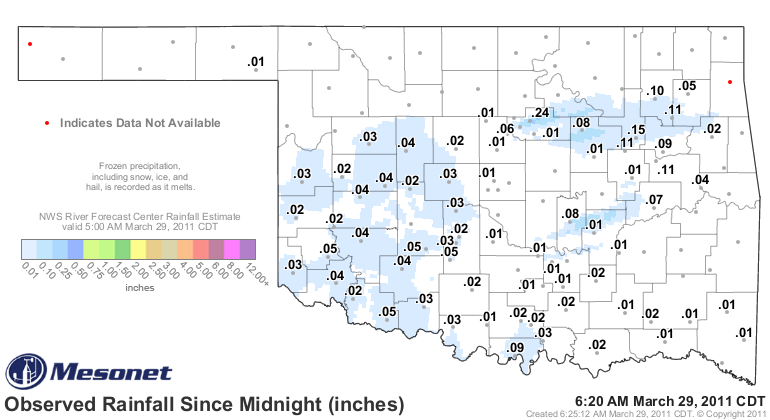 .01
Indicates Data Not Available
.10 .05
.01 .24 .11
.06 .01 .08 .15 .02
.03 .04 .02 .01 .01 .11 .09
Frozen precipitation,
including snow, ice, and
hail, is recorded as it melts.
.03 .02 .04 .02 .03 .01 .01 .11 .04
.04
NWS River Forecast Center Rainfall Estimate
valid 5:00 AM March 29, 2011 CDT
.02 .02 .03 .08 .07
.04 .02 .01 .01
.05 .05 .03 .05 .01 .01
0.01 0.10 0.25 0.50 0.75 1.00 1.50 2.00 2.50 3.00 4.00 5.00 6.00 8.00 10.00 12.00+
inches
.03 .04 .04 .01 .01 .02
.02 .02 .01 .01
.05 .03 .02 .01 .02 .01 .01
.03 .01 .02 .02 .01 .01
.09 .03 .02 .01
Mesonet
Observed Rainfall Since Midnight (inches)
6:20 AM March 29, 2011 CDT
Created 6:25:12 AM March 29, 2011 CDT. © Copyright 2011